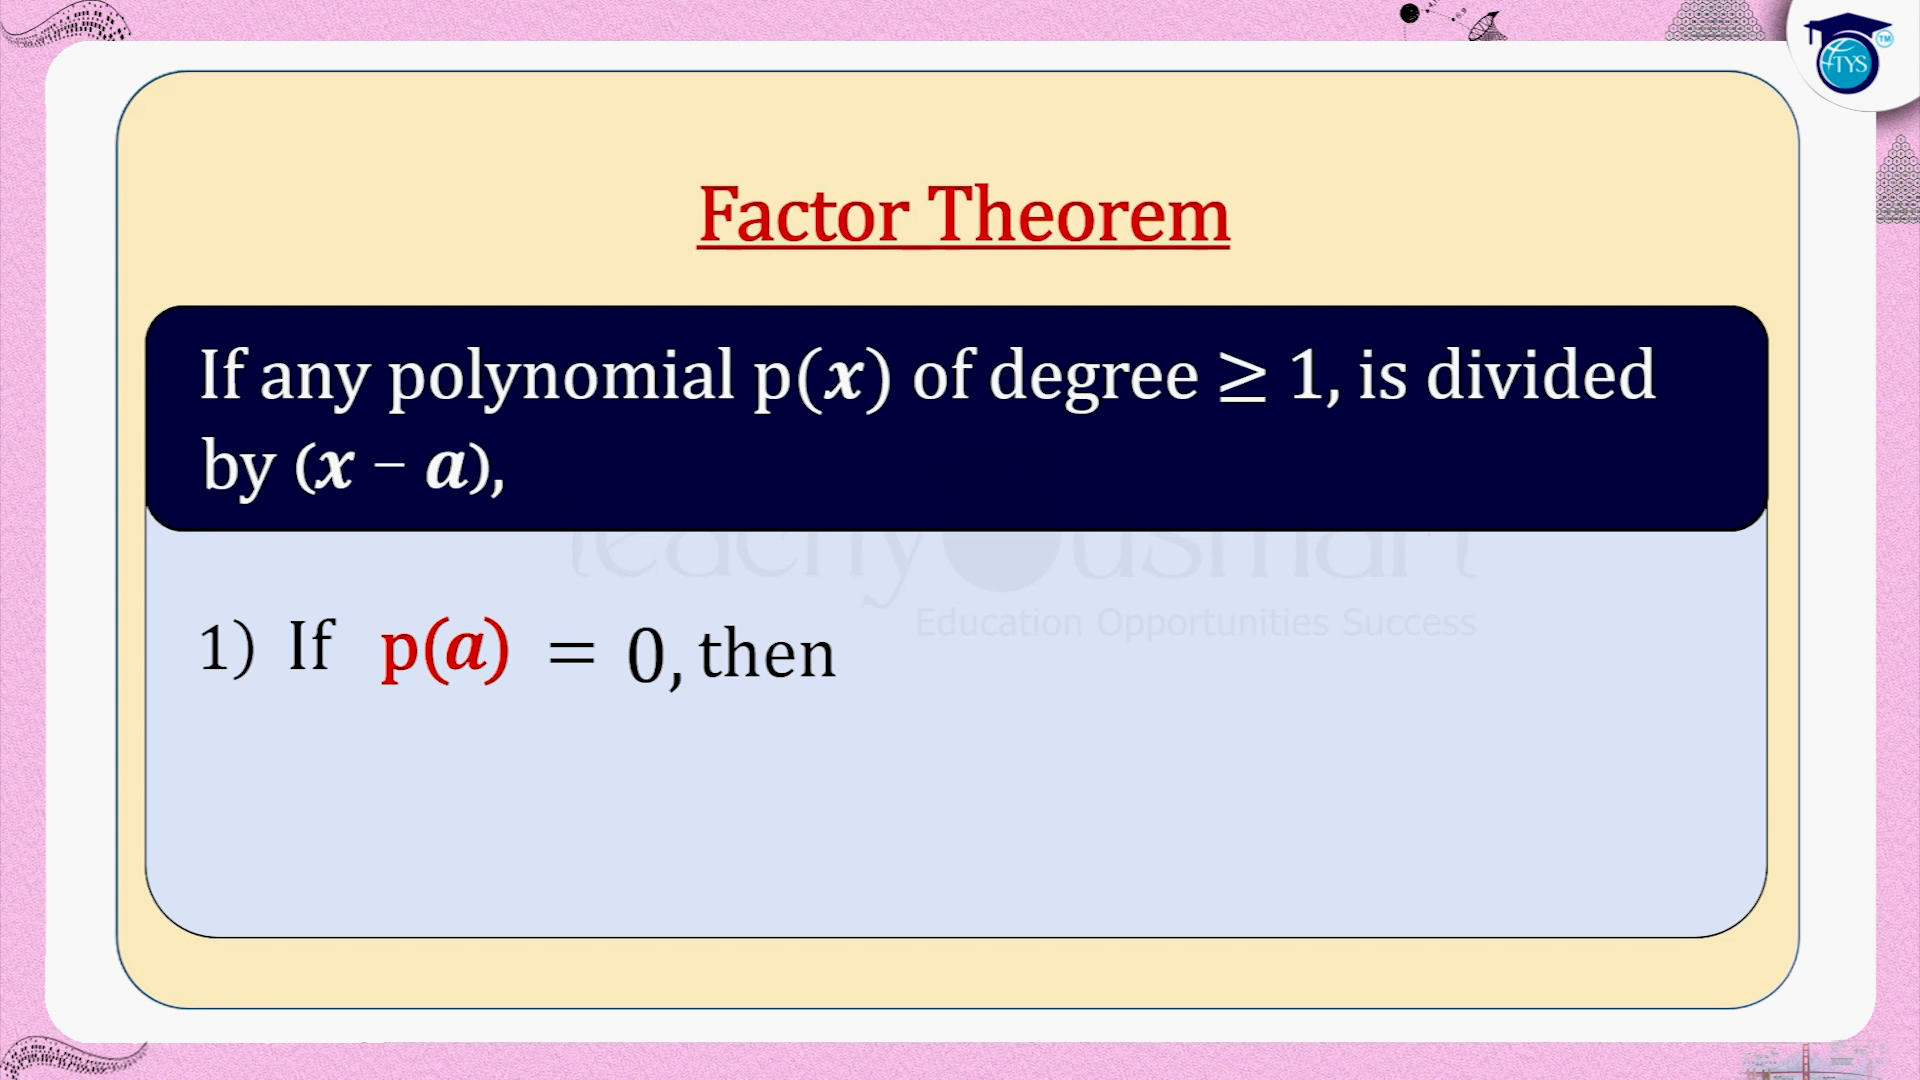 TYS
TM
Factor Theorem
If any polynomial p(x) of degree ≥ 1, is divided
by (x − a),
teachyousmart
Education Opportunities Success
1) If p(a) = 0, then